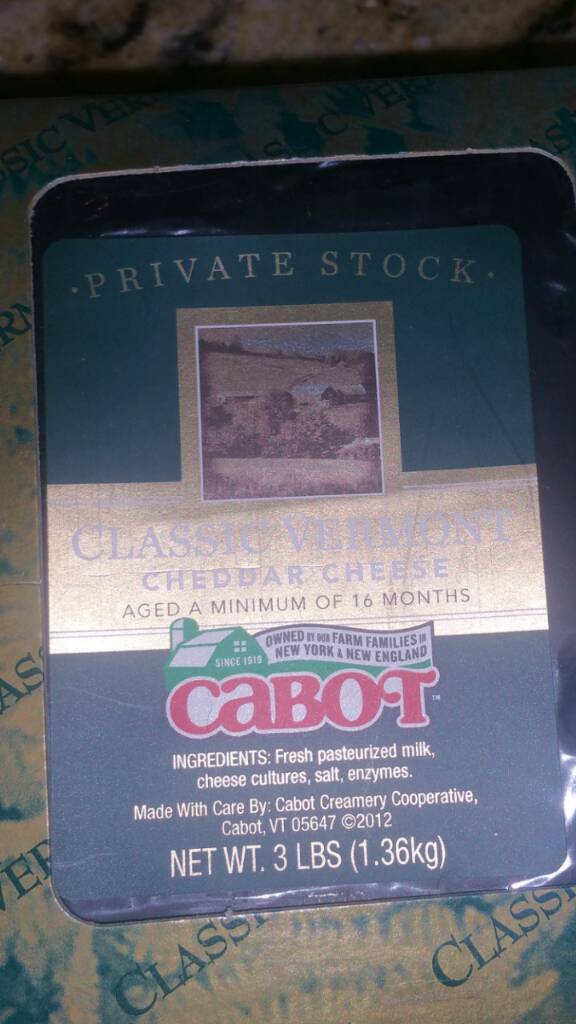 ·PRIVATE STOCK·
CLASSIC VERMONT
CHEDDAR CHEESE
AGED A MINIMUM OF 16 MONTHS
OWNED BY OUR FARM FAMILIES IN
NEW YORK & NEW ENGLAND
SINCE 1919
CABOT™
INGREDIENTS: Fresh pasteurized milk,
cheese cultures, salt, enzymes.
Made With Care By: Cabot Creamery Cooperative,
Cabot, VT 05647 ©2012
NET WT. 3 LBS (1.36kg)